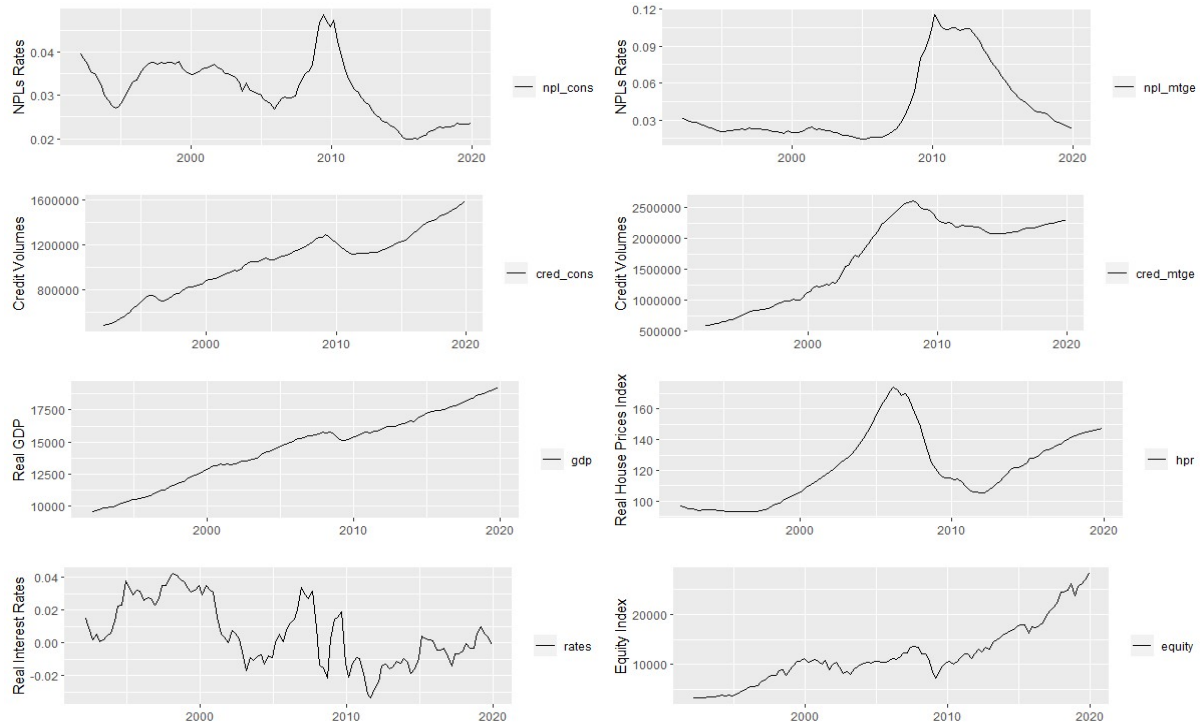 NPLs Rates
0.04
0.03
0.02
2000 2010 2020
npl_cons
NPLs Rates
0.12
0.09
0.06
0.03
2000 2010 2020
npl_mtge
Credit Volumes
1600000
1200000
800000
2000 2010 2020
cred_cons
Credit Volumes
2500000
2000000
1500000
1000000
500000
2000 2010 2020
cred_mtge
Real GDP
17500
15000
12500
10000
2000 2010 2020
gdp
Real House Prices Index
160
140
120
100
2000 2010 2020
hpr
Real Interest Rates
0.04
0.02
0.00
-0.02
2000 2010 2020
rates
Equity Index
20000
10000
2000 2010 2020
equity